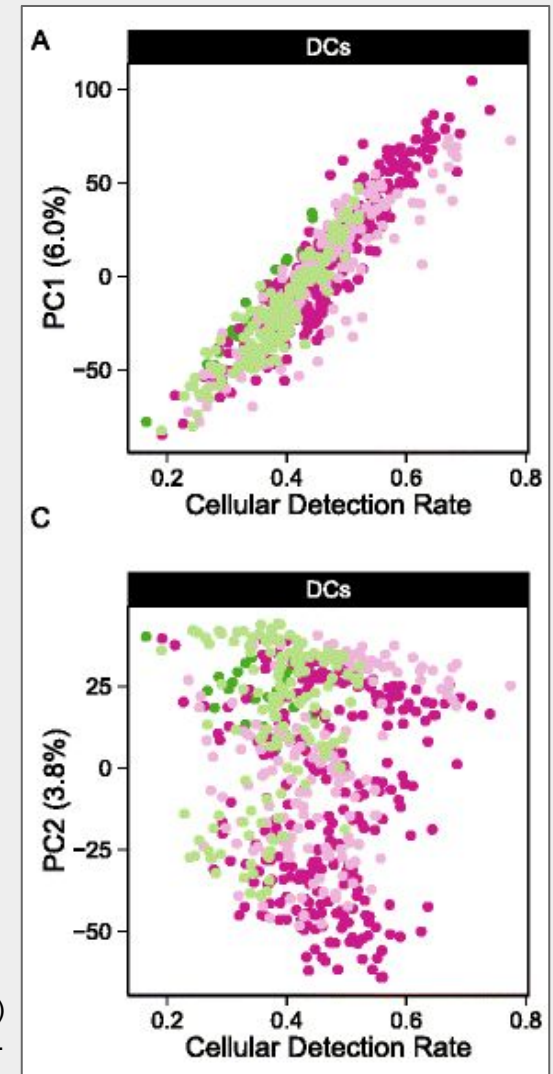 A
DCs
100
50
0
−50
PC1 (6.0%)
0.2 0.4 0.6 0.8
Cellular Detection Rate
C
DCs
25
0
−25
−50
PC2 (3.8%)
)
0.2 0.4 0.6 0.8
Cellular Detection Rate